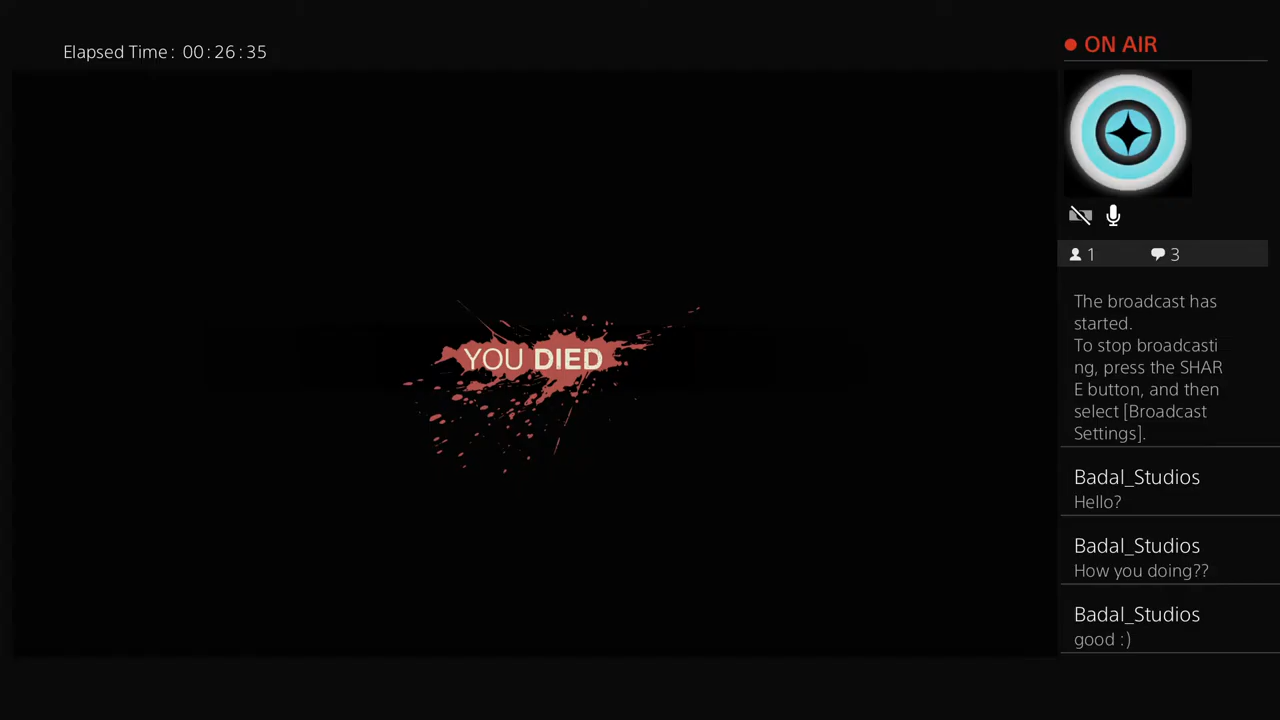 Elapsed Time: 00:26:35
ON AIR
1 3
YOU DIED
The broadcast has
started.
To stop broadcasti
ng, press the SHAR
E button, and then
select [Broadcast
Settings].
Badal_Studios
Hello?
Badal_Studios
How you doing??
Badal_Studios
good :)